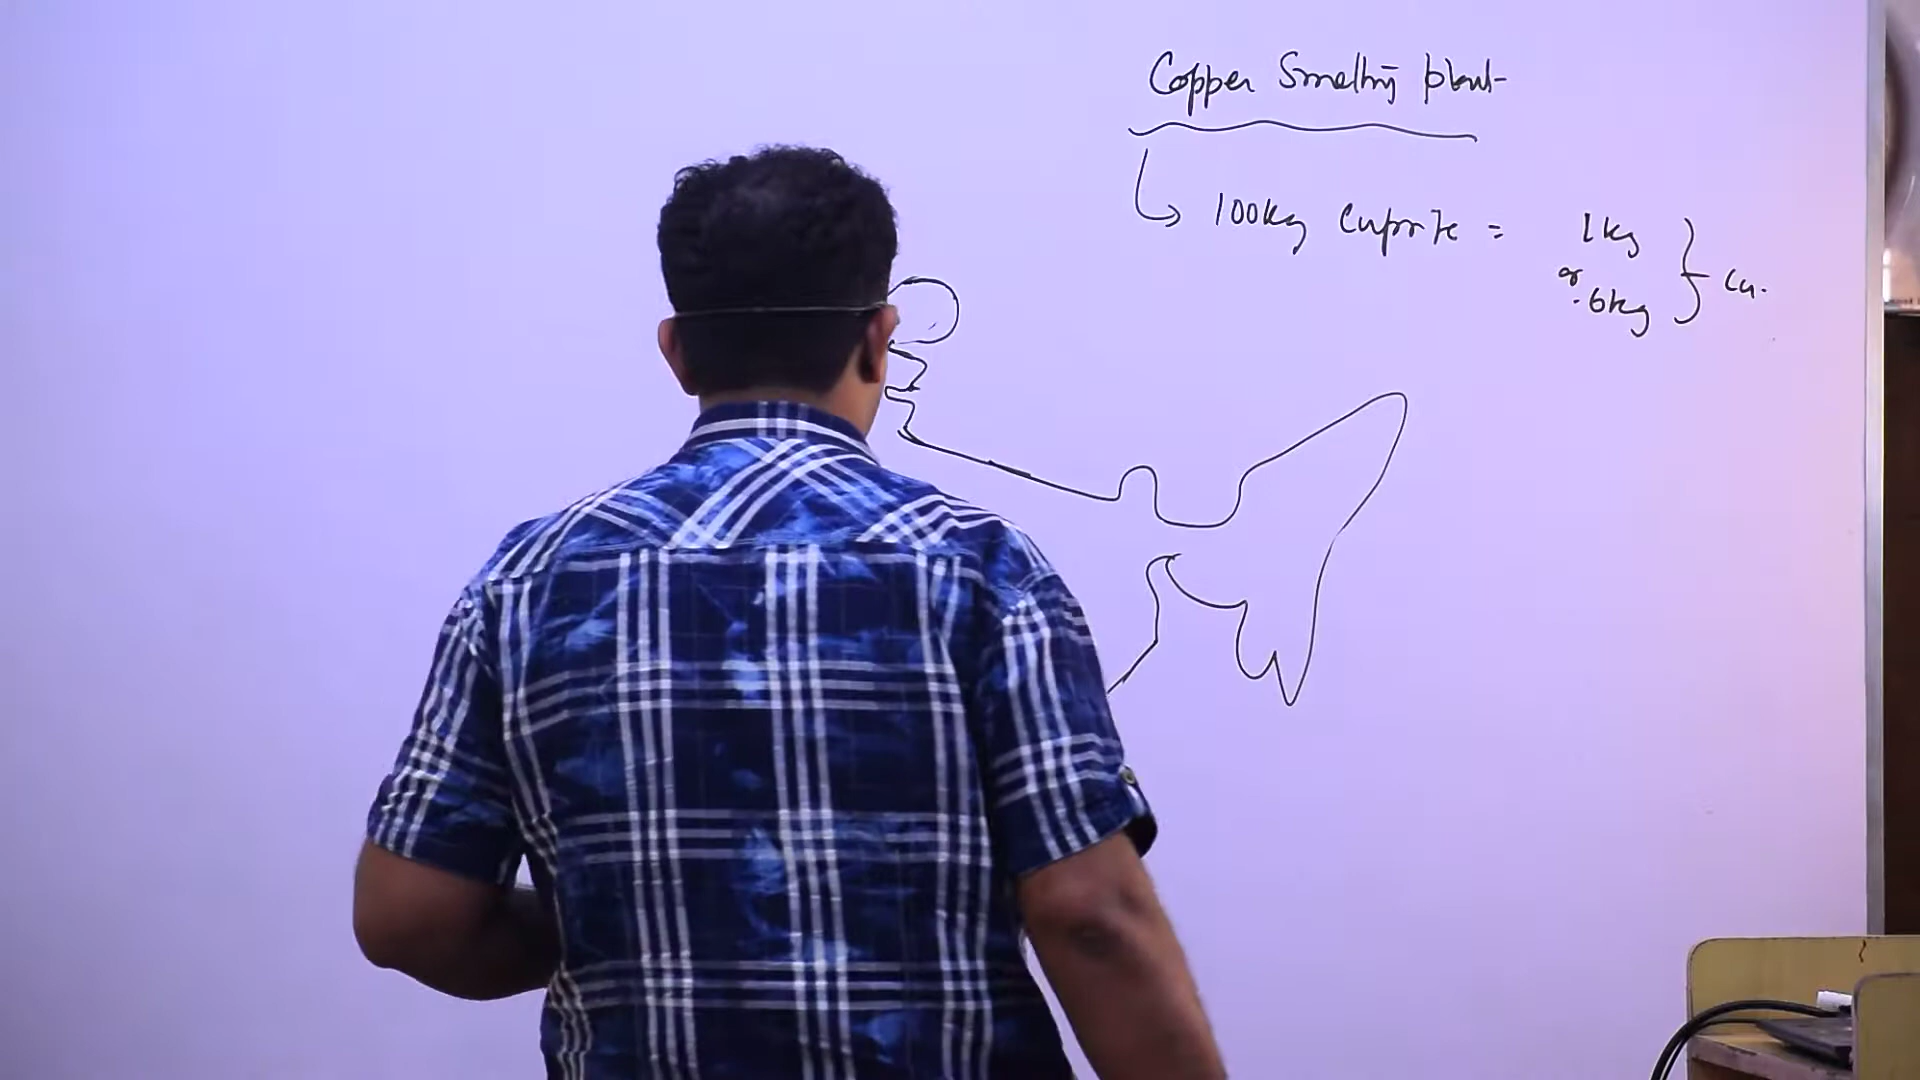 Copper Smelting plant
100kg Cuprite = 1kg
or
.6kg
Cu.